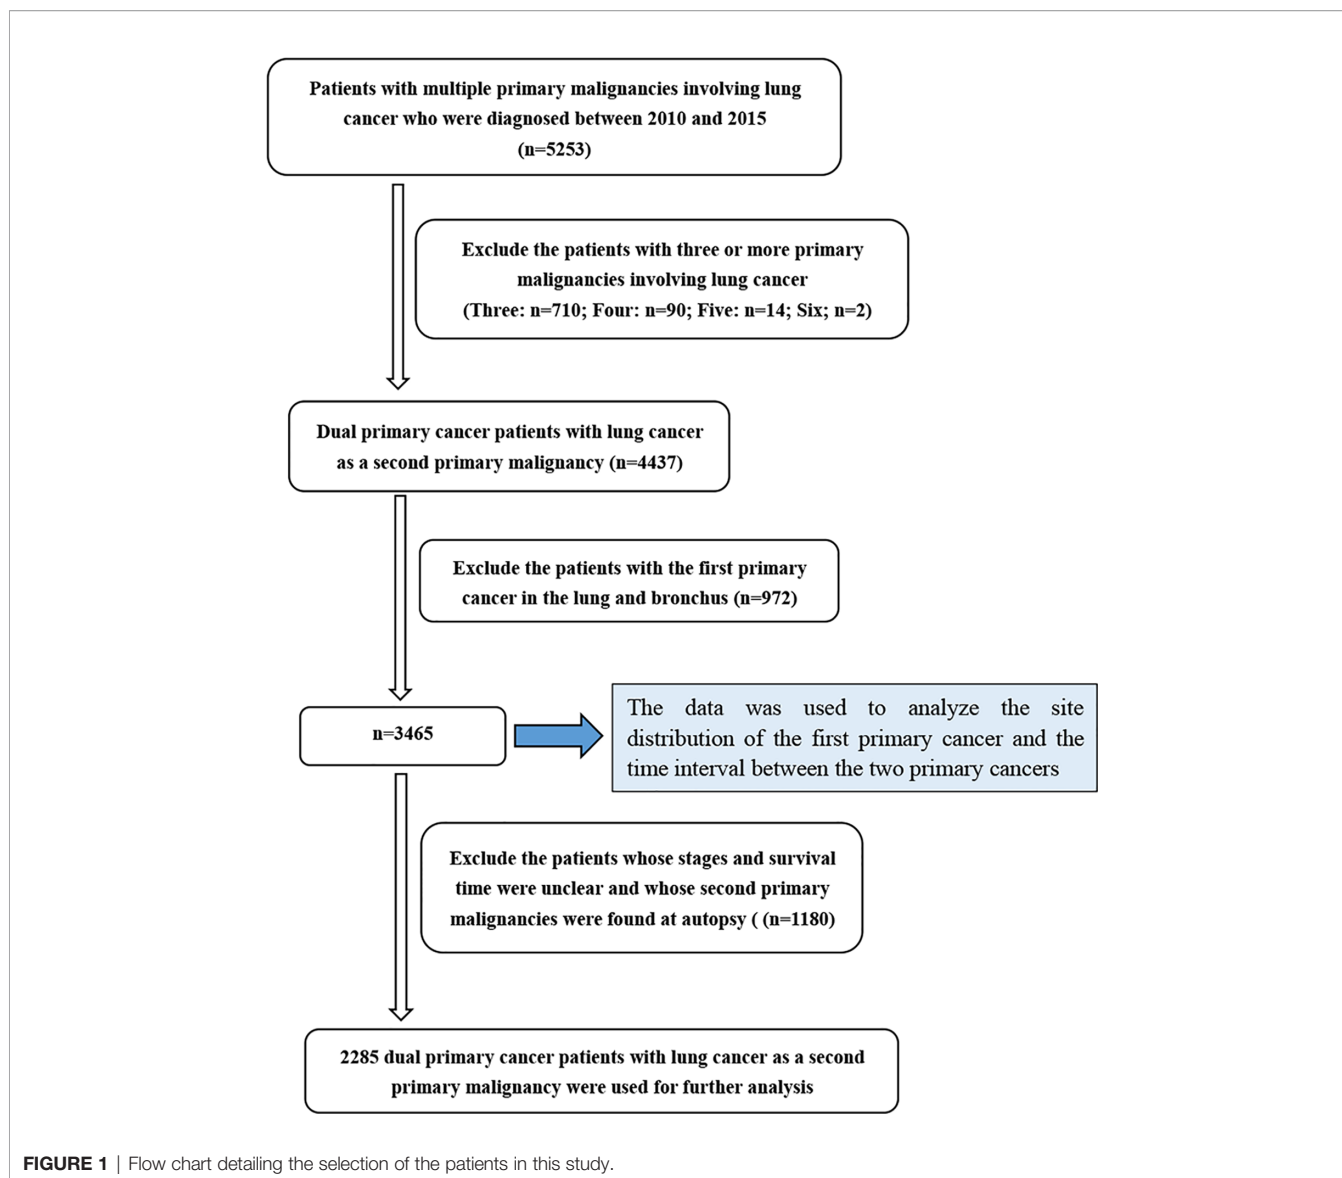 Patients with multiple primary malignancies involving lung
cancer who were diagnosed between 2010 and 2015
(n=5253)
Exclude the patients with three or more primary
malignancies involving lung cancer
(Three: n=710; Four: n=90; Five: n=14; Six; n=2)
Dual primary cancer patients with lung cancer
as a second primary malignancy (n=4437)
Exclude the patients with the first primary
cancer in the lung and bronchus (n=972)
n=3465
The data was used to analyze the site
distribution of the first primary cancer and the
time interval between the two primary cancers
Exclude the patients whose stages and survival
time were unclear and whose second primary
malignancies were found at autopsy ( (n=1180)
2285 dual primary cancer patients with lung cancer as a second
primary malignancy were used for further analysis
FIGURE 1 | Flow chart detailing the selection of the patients in this study.